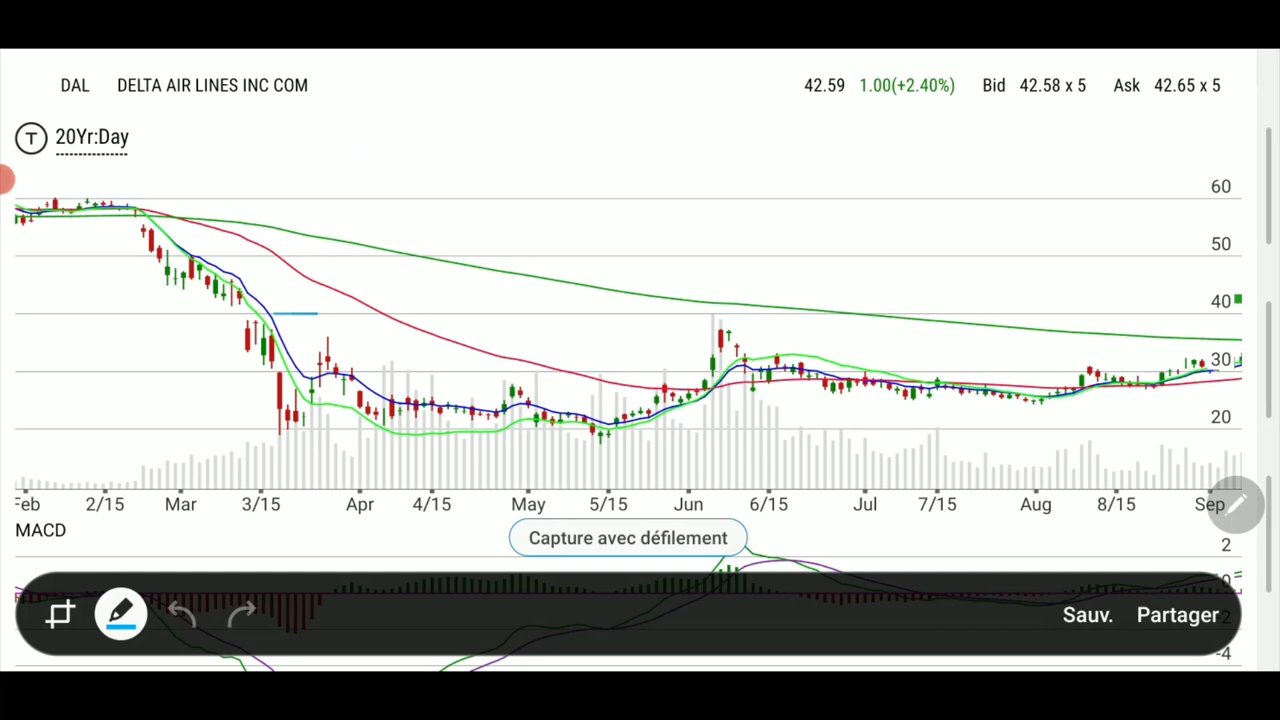 DAL DELTA AIR LINES INC COM 42.59 1.00(+2.40%) Bid 42.58 x 5 Ask 42.65 x 5
T 20Yr:Day
60
50
40
30
20
Feb 2/15 Mar 3/15 Apr 4/15 May 5/15 Jun 6/15 Jul 7/15 Aug 8/15 Sep
MACD
Capture avec défilement
2
0
Sauv. Partager
-2
-4